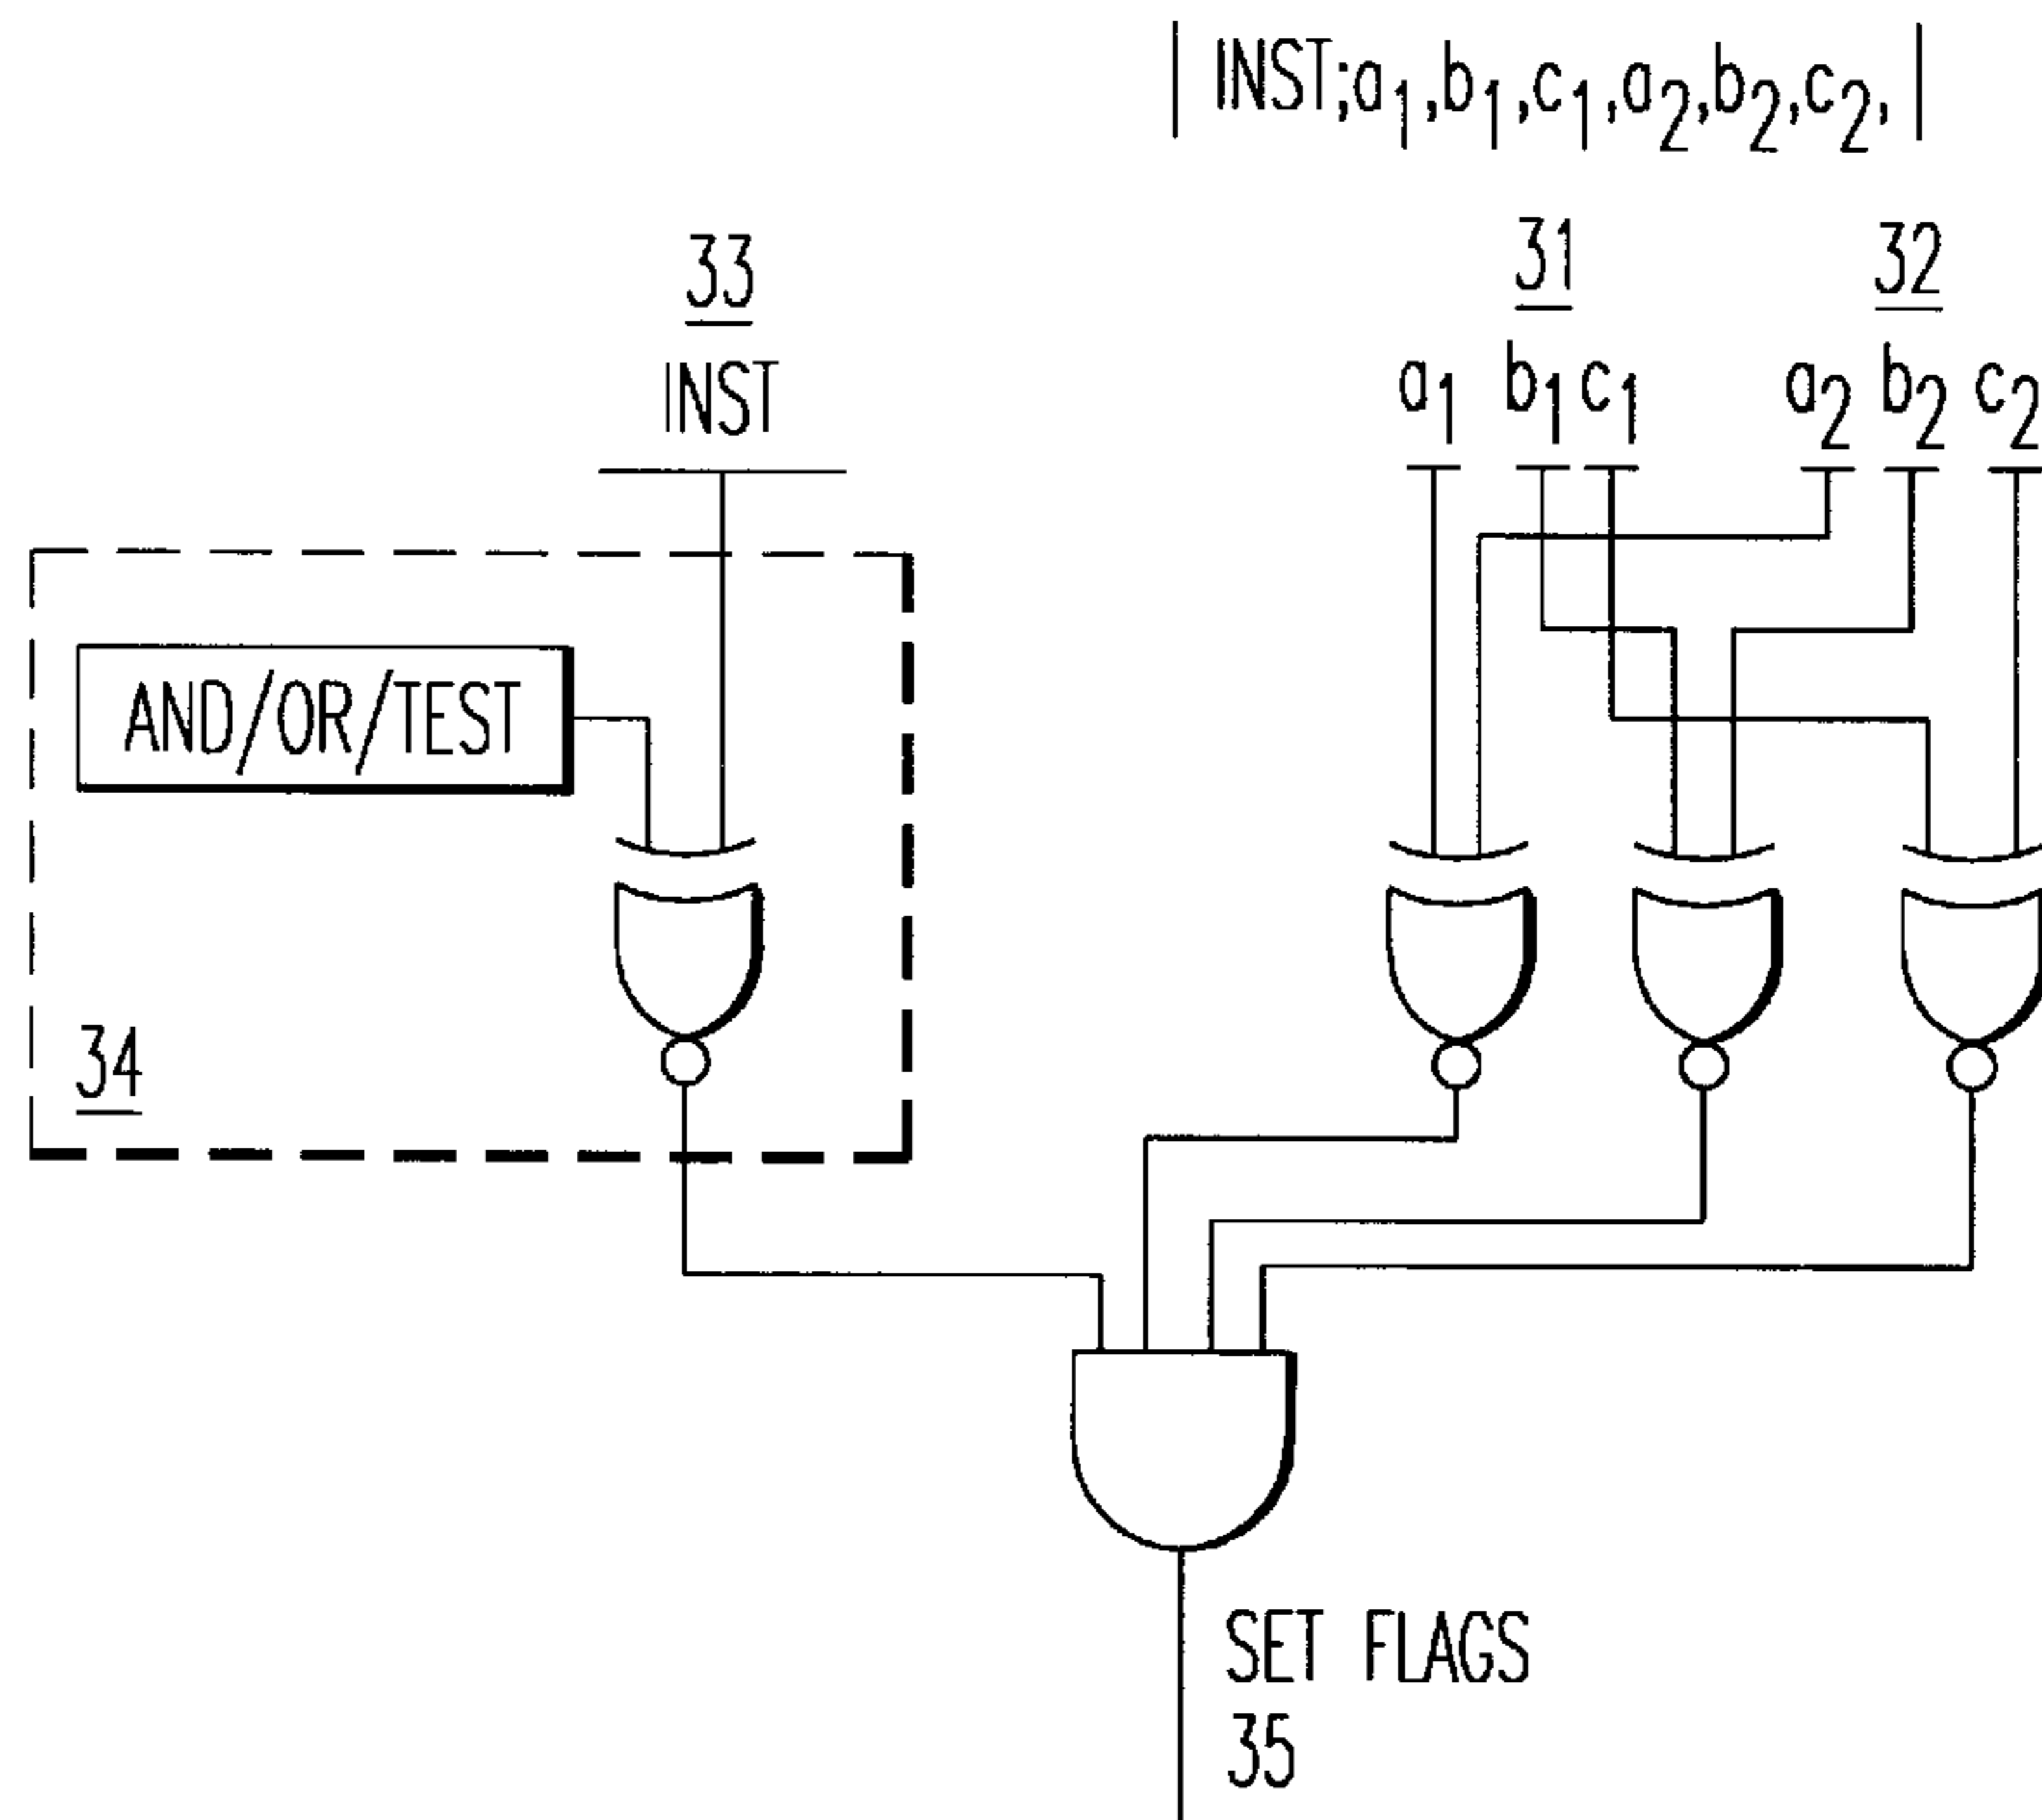 | INST;a₁,b₁,c₁,a₂,b₂,c₂, |
33 31 32
INST a₁ b₁ c₁ a₂ b₂ c₂
AND/OR/TEST
34
SET FLAGS
35